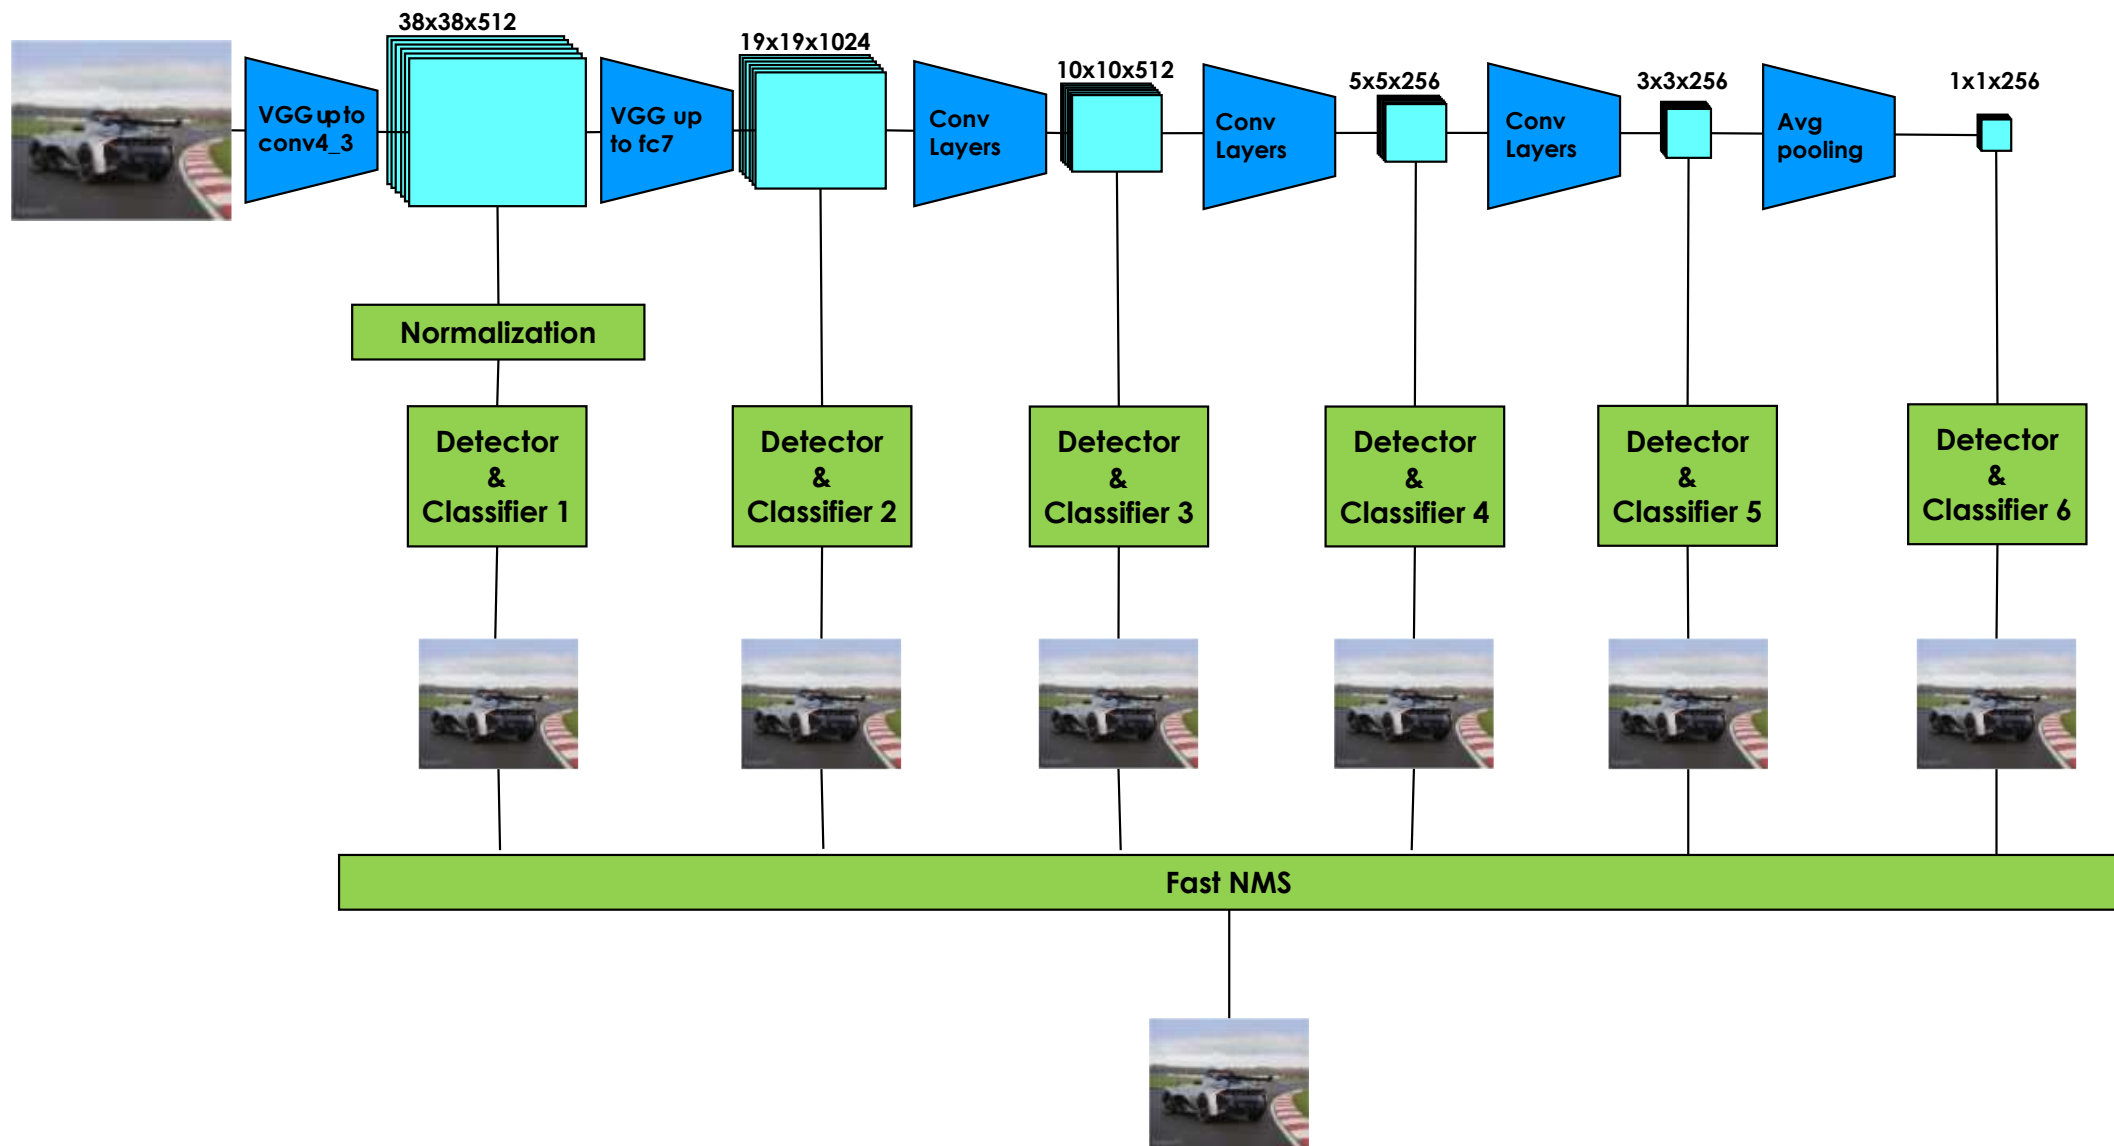 38x38x512
19x19x1024
10x10x512
5x5x256
3x3x256
1x1x256
VGG up to
conv4_3
VGG up
to fc7
Conv
Layers
Conv
Layers
Conv
Layers
Avg
pooling
Normalization
Detector
&
Classifier 1
Detector
&
Classifier 2
Detector
&
Classifier 3
Detector
&
Classifier 4
Detector
&
Classifier 5
Detector
&
Classifier 6
Fast NMS